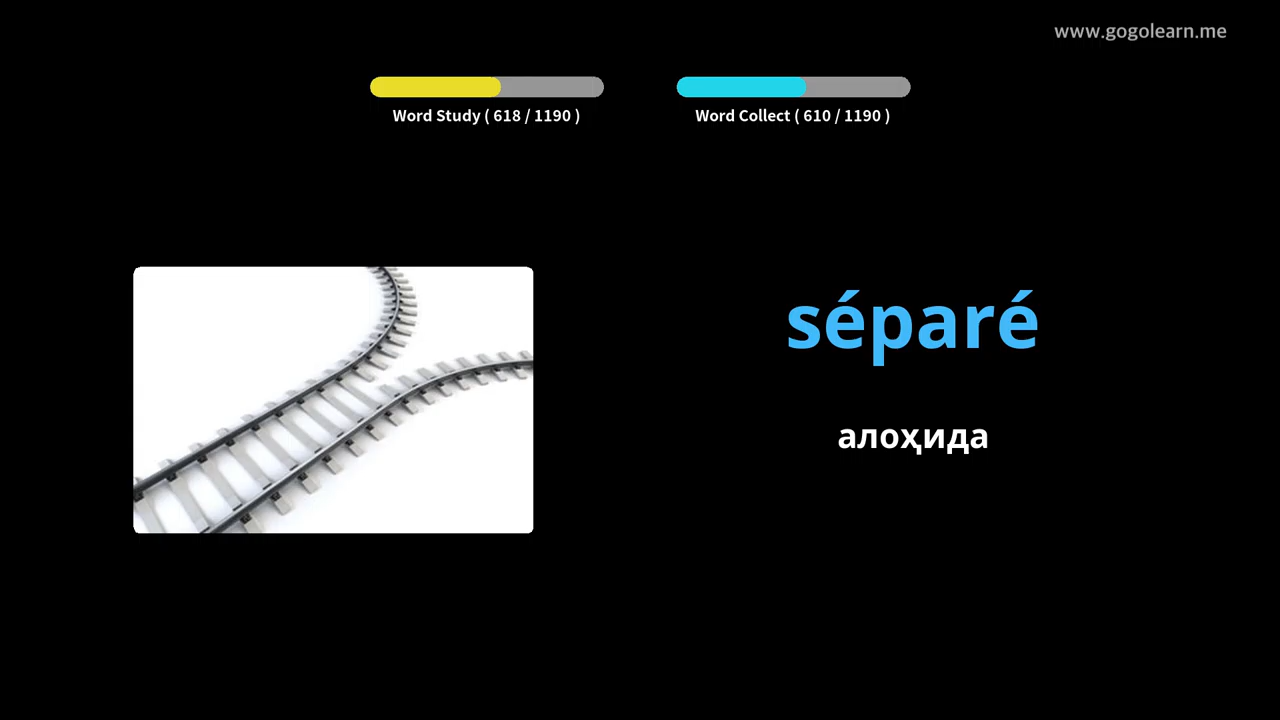 www.gogolearn.me
Word Study ( 618 / 1190 )
Word Collect ( 610 / 1190 )
séparé
алоҳида